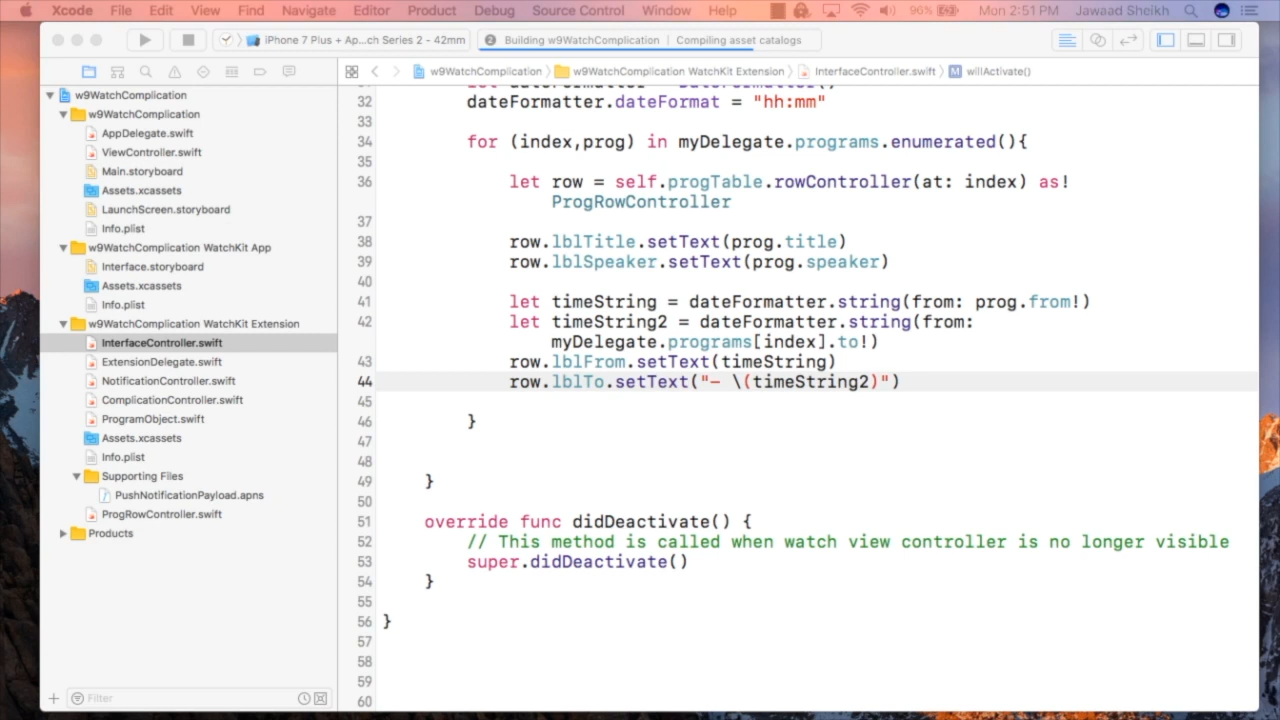 Xcode File Edit View Find Navigate Editor Product Debug Source Control Window Help 96% Mon 2:51 PM Jawaad Sheikh
iPhone 7 Plus + Ap...ch Series 2 - 42mm 2 Building w9WatchComplication | Compiling asset catalogs
w9WatchComplication w9WatchComplication WatchKit Extension InterfaceController.swift M willActivate()
w9WatchComplication
w9WatchComplication
AppDelegate.swift
ViewController.swift
Main.storyboard
Assets.xcassets
LaunchScreen.storyboard
Info.plist
w9WatchComplication WatchKit App
Interface.storyboard
Assets.xcassets
Info.plist
w9WatchComplication WatchKit Extension
InterfaceController.swift
ExtensionDelegate.swift
NotificationController.swift
ComplicationController.swift
ProgramObject.swift
Assets.xcassets
Info.plist
Supporting Files
PushNotificationPayload.apns
ProgRowController.swift
Products
Filter
32 dateFormatter.dateFormat = "hh:mm"
33
34 for (index,prog) in myDelegate.programs.enumerated(){
35
36 let row = self.progTable.rowController(at: index) as!
ProgRowController
37
38 row.lblTitle.setText(prog.title)
39 row.lblSpeaker.setText(prog.speaker)
40
41 let timeString = dateFormatter.string(from: prog.from!)
42 let timeString2 = dateFormatter.string(from:
myDelegate.programs[index].to!)
43 row.lblFrom.setText(timeString)
44 row.lblTo.setText("– \(timeString2)")
45
46 }
47
48
49 }
50
51 override func didDeactivate() {
52 // This method is called when watch view controller is no longer visible
53 super.didDeactivate()
54 }
55
56 }
57
58
59
60